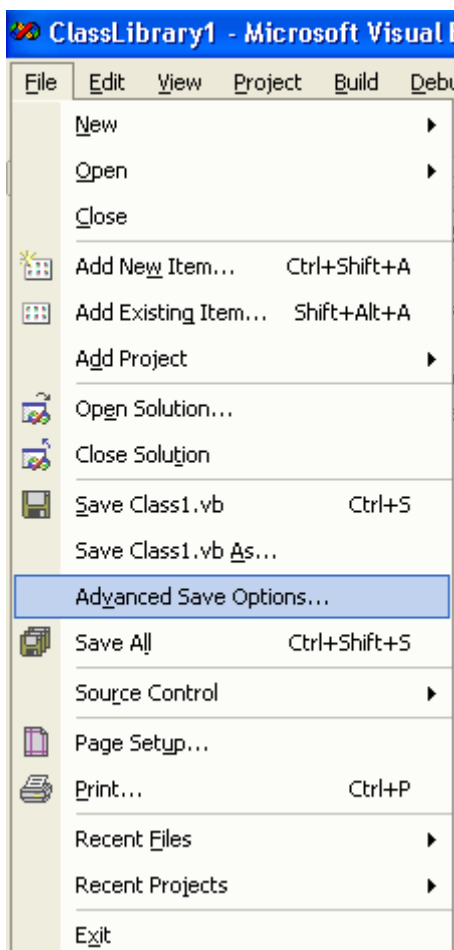 ClassLibrary1 - Microsoft Visual
File Edit View Project Build
New
Open
Close
Add New Item... Ctrl+Shift+A
Add Existing Item... Shift+Alt+A
Add Project
Open Solution...
Close Solution
Save Class1.vb Ctrl+S
Save Class1.vb As...
Advanced Save Options...
Save All Ctrl+Shift+S
Source Control
Page Setup...
Print... Ctrl+P
Recent Files
Recent Projects
Exit